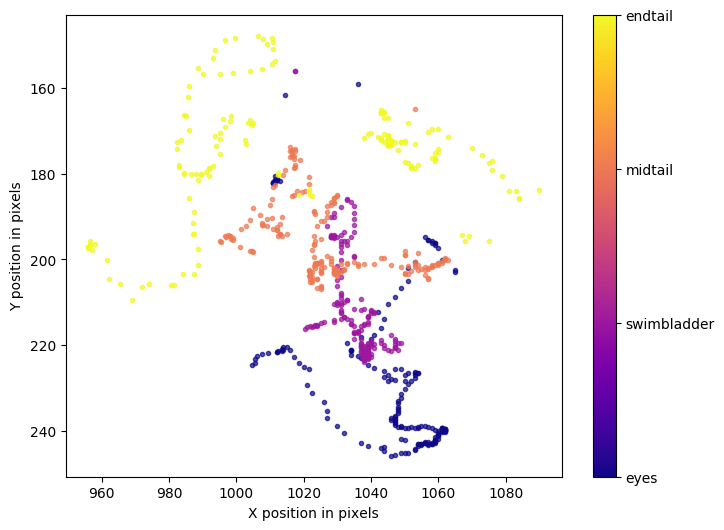 160
180
200
220
240
Y position in pixels
960
980
1000
1020
1040
1060
1080
X position in pixels
endtail
midtail
swimbladder
eyes